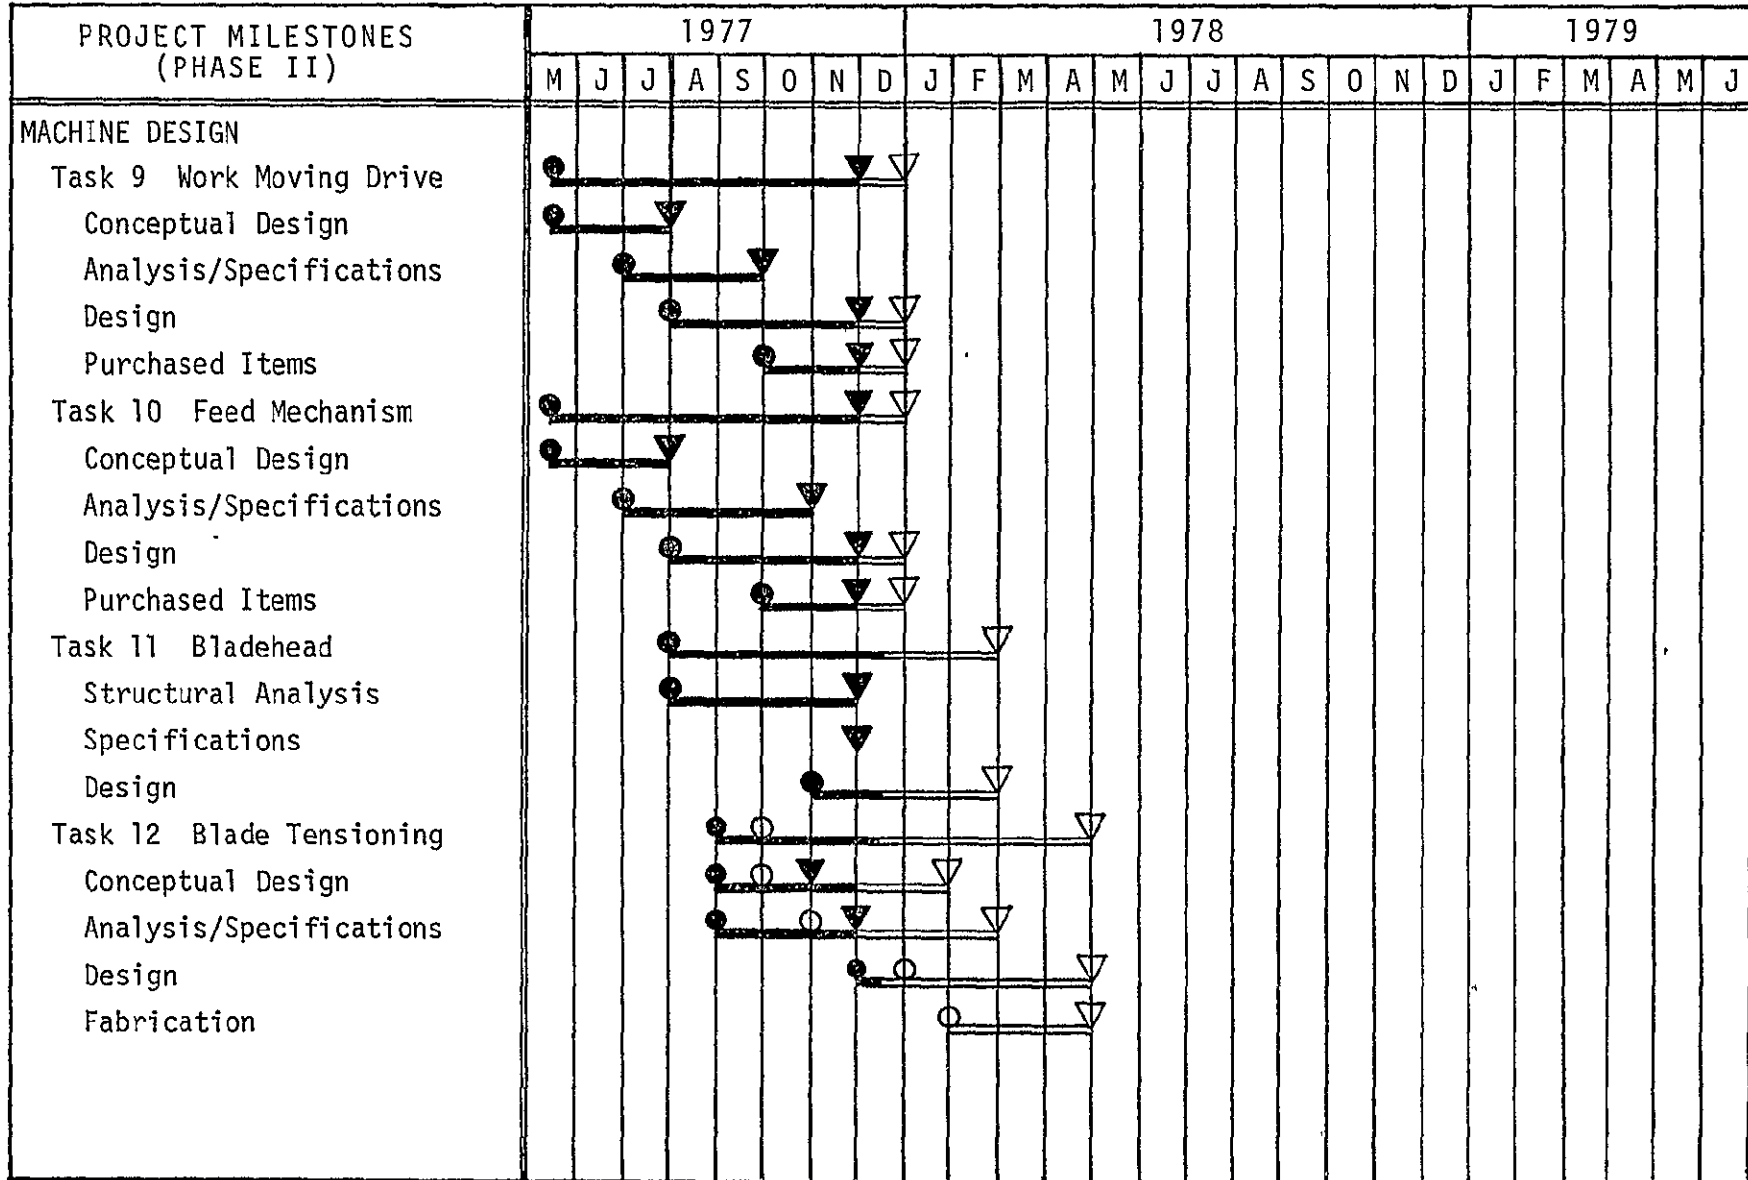 PROJECT MILESTONES
(PHASE II)
1977 1978 1979
M J J A S O N D J F M A M J J A S O N D J F M A M J
MACHINE DESIGN
Task 9 Work Moving Drive
Conceptual Design
Analysis/Specifications
Design
Purchased Items
Task 10 Feed Mechanism
Conceptual Design
Analysis/Specifications
Design
Purchased Items
Task 11 Bladehead
Structural Analysis
Specifications
Design
Task 12 Blade Tensioning
Conceptual Design
Analysis/Specifications
Design
Fabrication